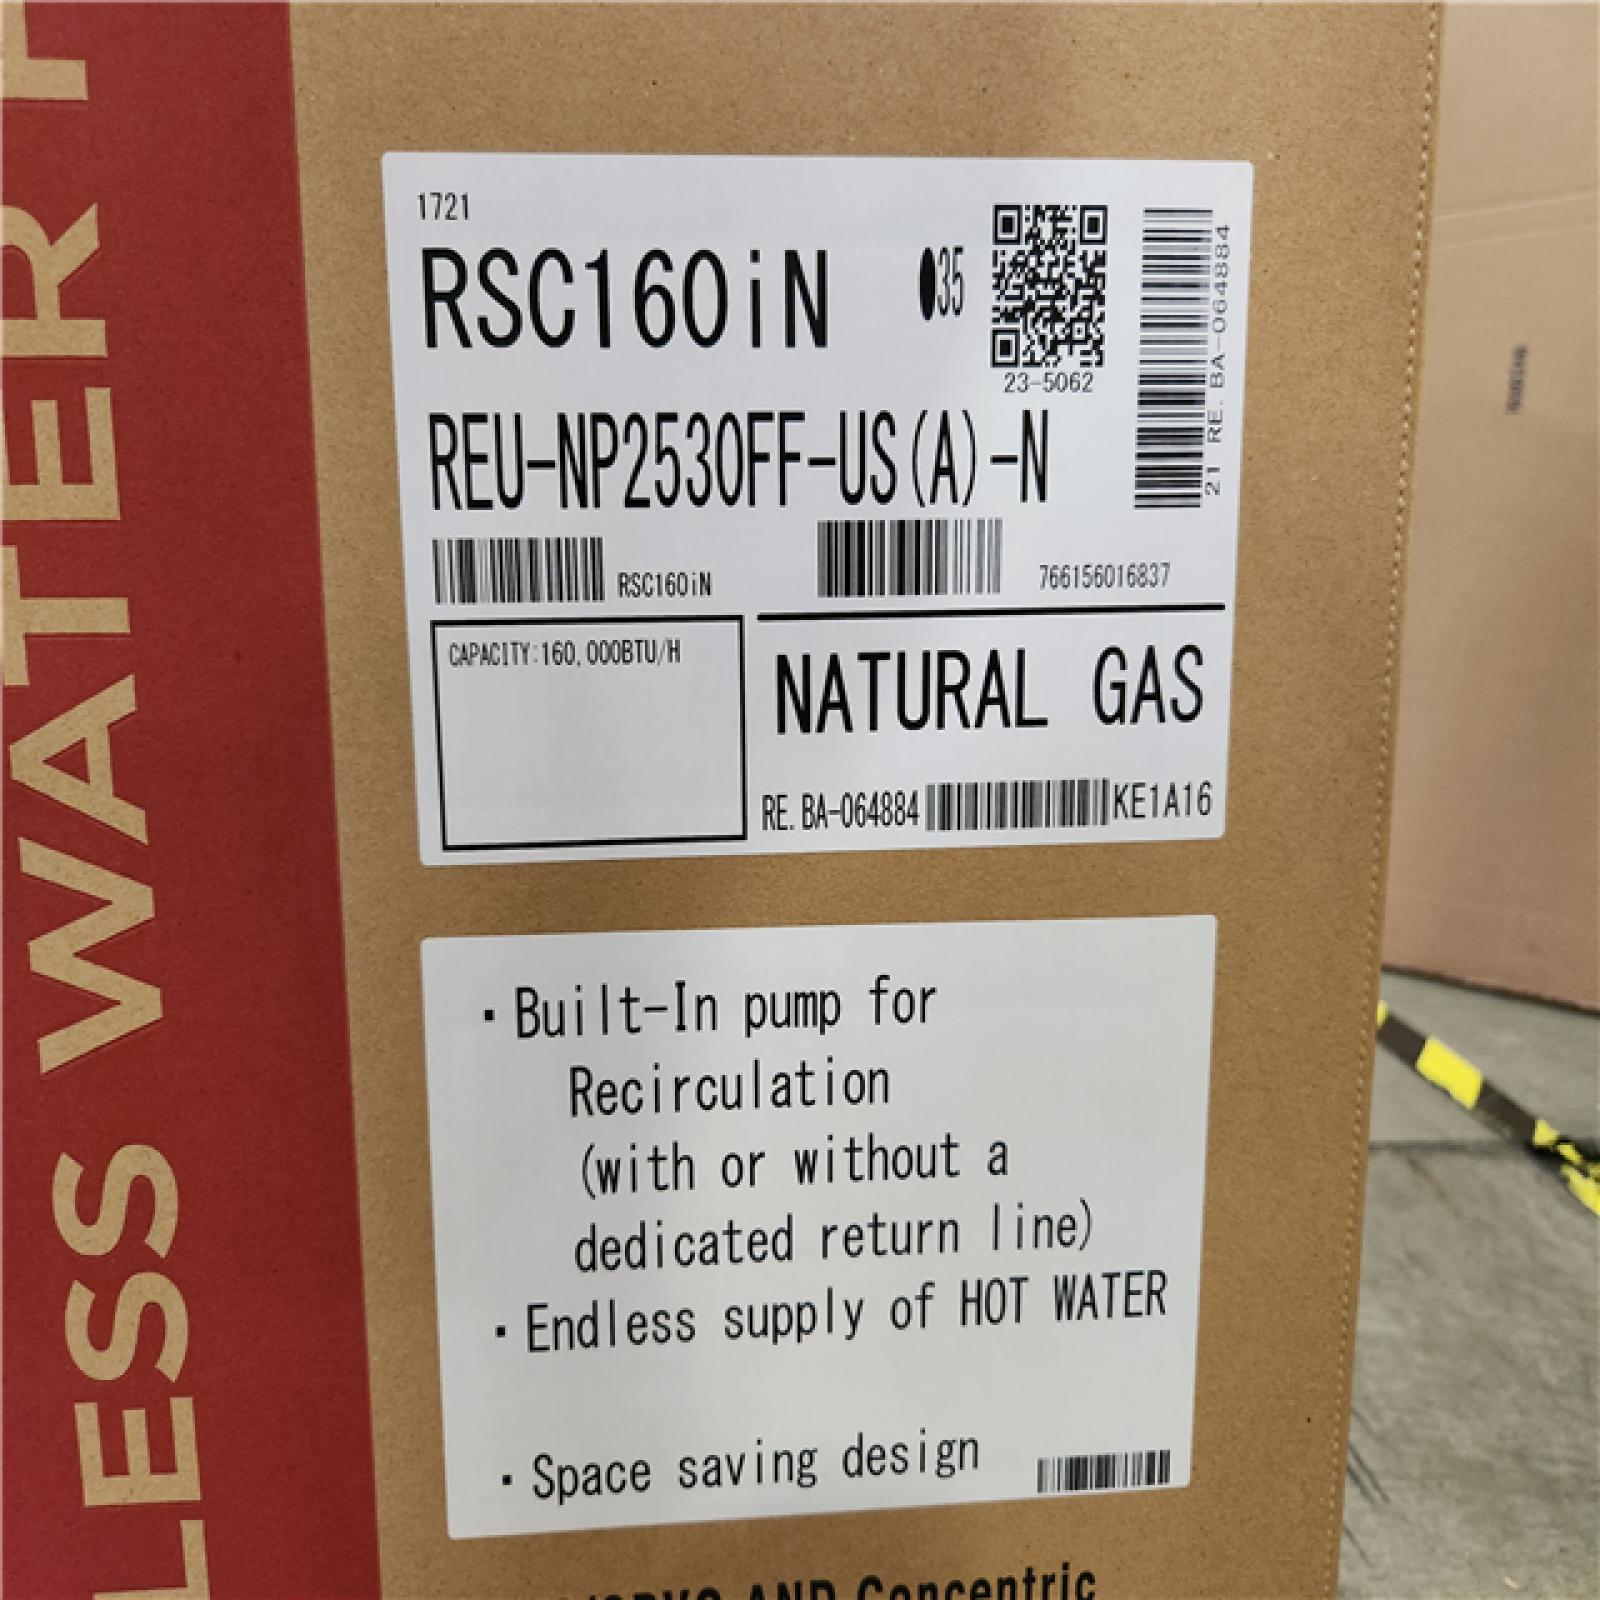 1721
RSC160iN
35
23-5062
21 RE. BA-064884
REU-NP2530FF-US(A)-N
RSC160iN
766156016837
CAPACITY:160,000BTU/H
NATURAL GAS
RE. BA-064884
KE1A16
· Built-In pump for
Recirculation
(with or without a
dedicated return line)
· Endless supply of HOT WATER
· Space saving design
AND Concentric
LESS WATER